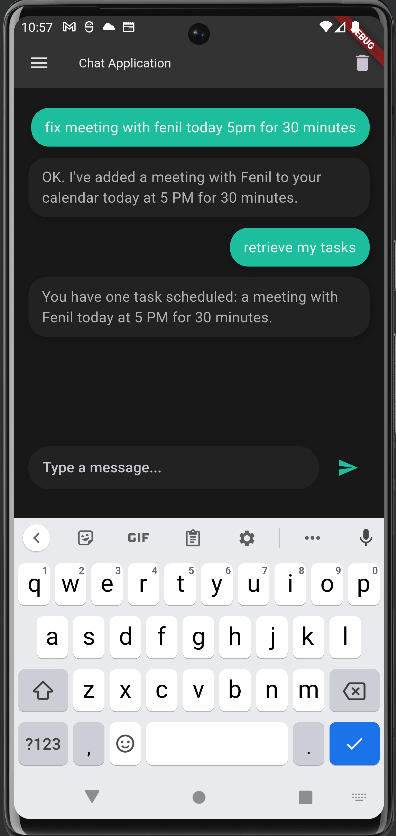 10:57
DEBUG
Chat Application
fix meeting with fenil today 5pm for 30 minutes
OK. I've added a meeting with Fenil to your
calendar today at 5 PM for 30 minutes.
retrieve my tasks
You have one task scheduled: a meeting with
Fenil today at 5 PM for 30 minutes.
Type a message...
GIF
1 2 3 4 5 6 7 8 9 0
q w e r t y u i o p
a s d f g h j k l
z x c v b n m
?123 , .